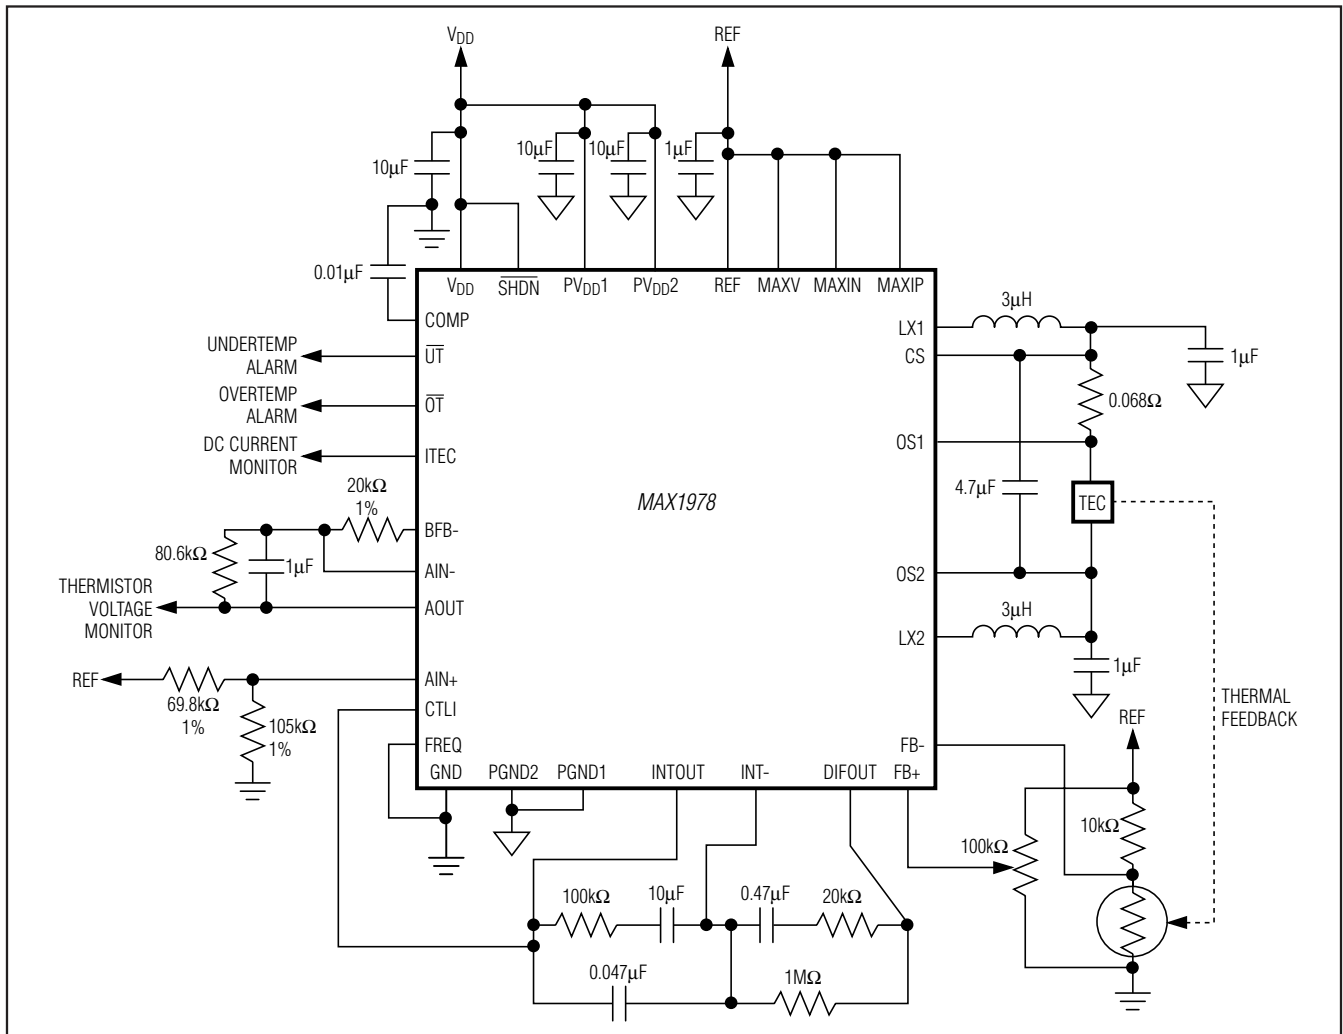 VDD
REF
10µF
10µF
10µF
1µF
0.01µF
VDD
SHDN
PVDD1
PVDD2
REF
MAXV
MAXIN
MAXIP
COMP
UNDERTEMP
ALARM
UT
OVERTEMP
ALARM
OT
DC CURRENT
MONITOR
ITEC
20kΩ
1%
BFB-
80.6kΩ
1µF
AIN-
THERMISTOR
VOLTAGE
MONITOR
AOUT
REF
69.8kΩ
1%
AIN+
105kΩ
1%
CTLI
FREQ
MAX1978
LX1
3µH
CS
1µF
0.068Ω
OS1
4.7µF
TEC
OS2
3µH
LX2
1µF
THERMAL
FEEDBACK
REF
FB-
GND
PGND2
PGND1
INTOUT
INT-
DIFOUT
FB+
10kΩ
100kΩ
100kΩ
10µF
0.47µF
20kΩ
0.047µF
1MΩ